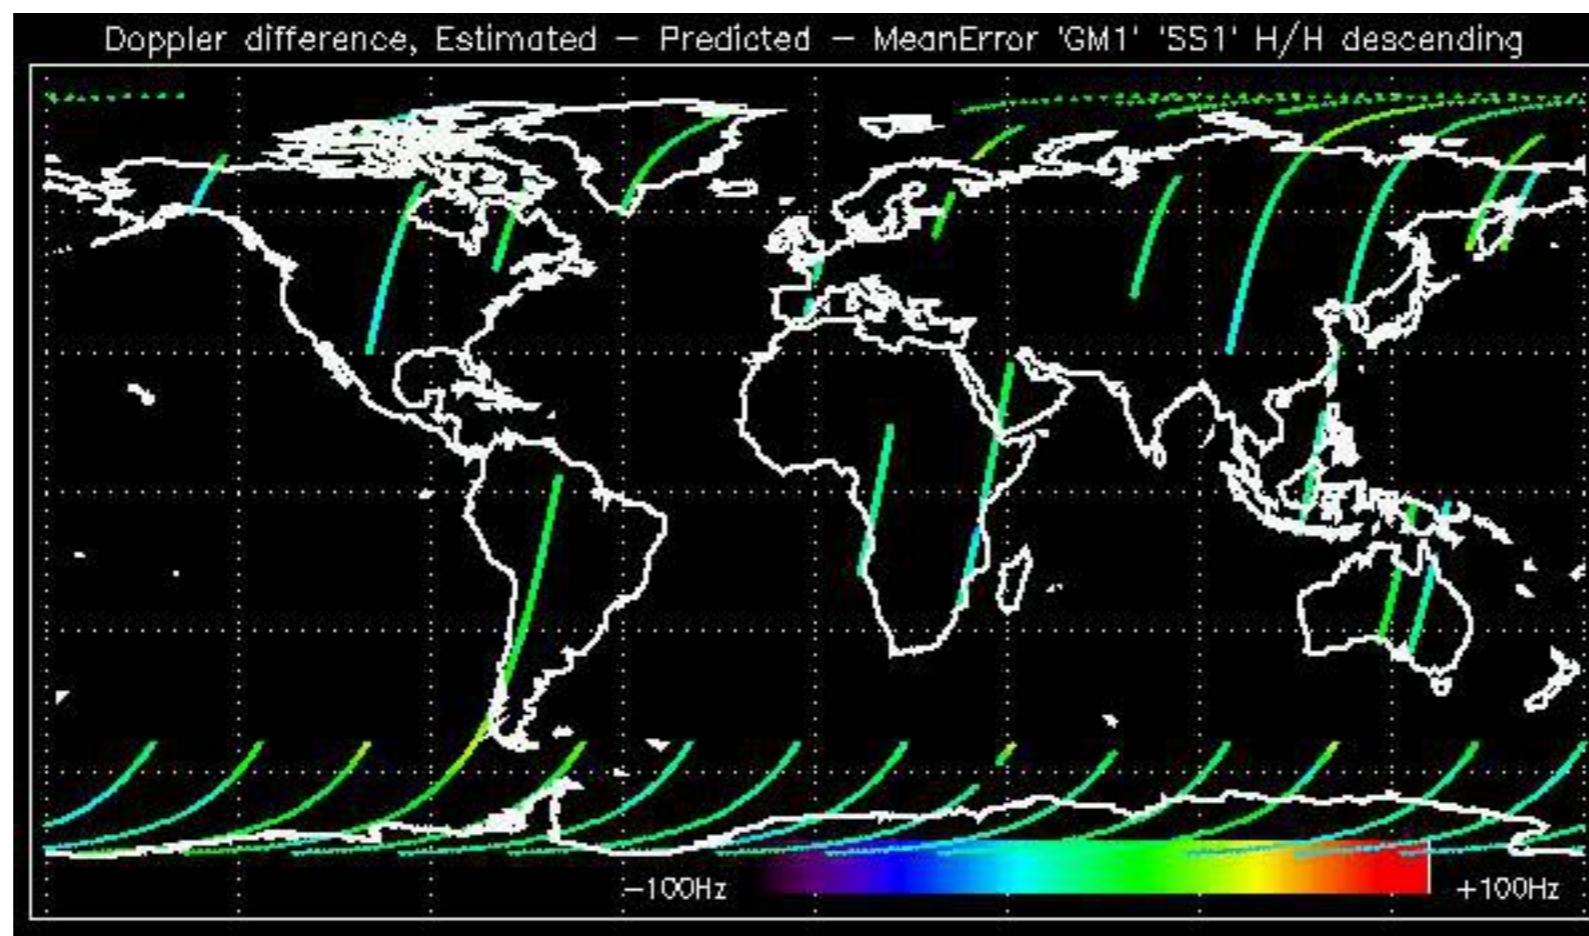 Doppler difference, Estimated – Predicted – MeanError 'GM1' 'SS1' H/H descending
–100Hz
+100Hz